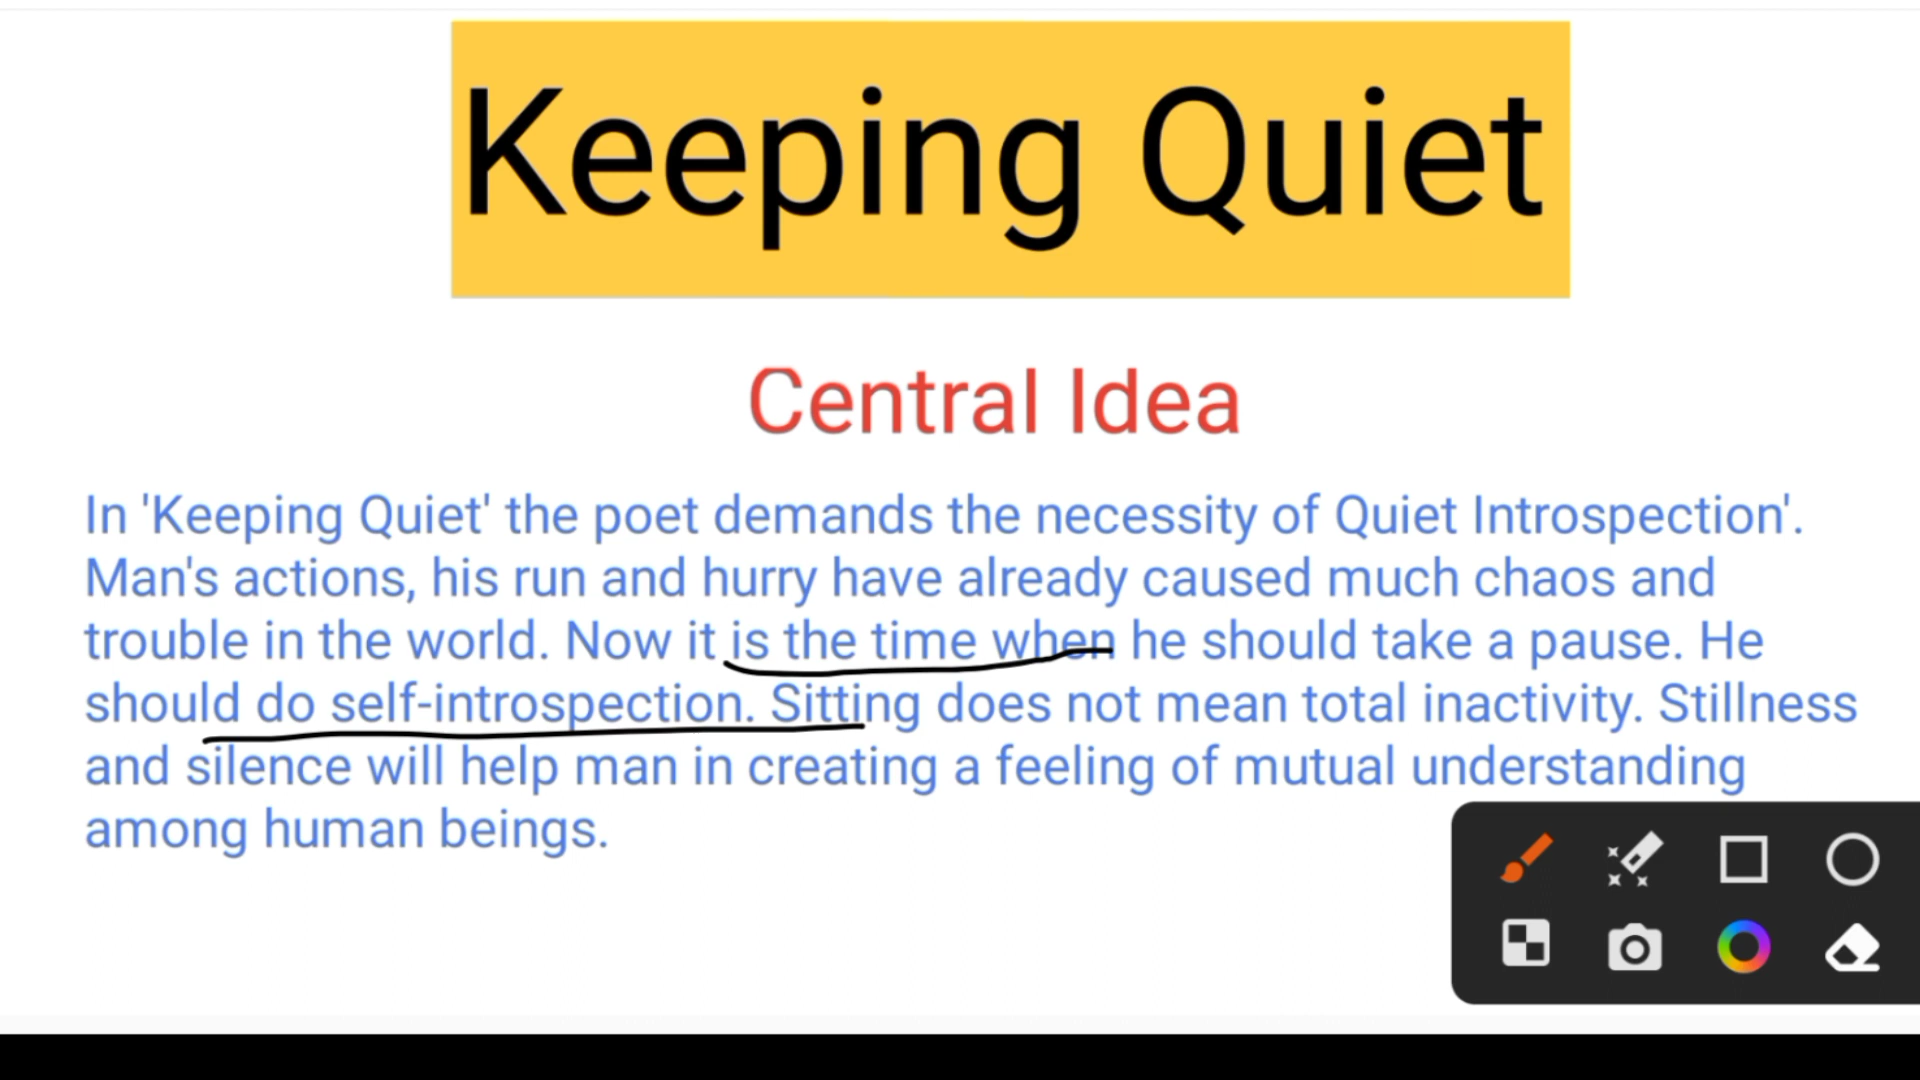 Keeping Quiet
Central Idea
In 'Keeping Quiet' the poet demands the necessity of Quiet Introspection'.
Man's actions, his run and hurry have already caused much chaos and
trouble in the world. Now it is the time when he should take a pause. He
should do self-introspection. Sitting does not mean total inactivity. Stillness
and silence will help man in creating a feeling of mutual understanding
among human beings.